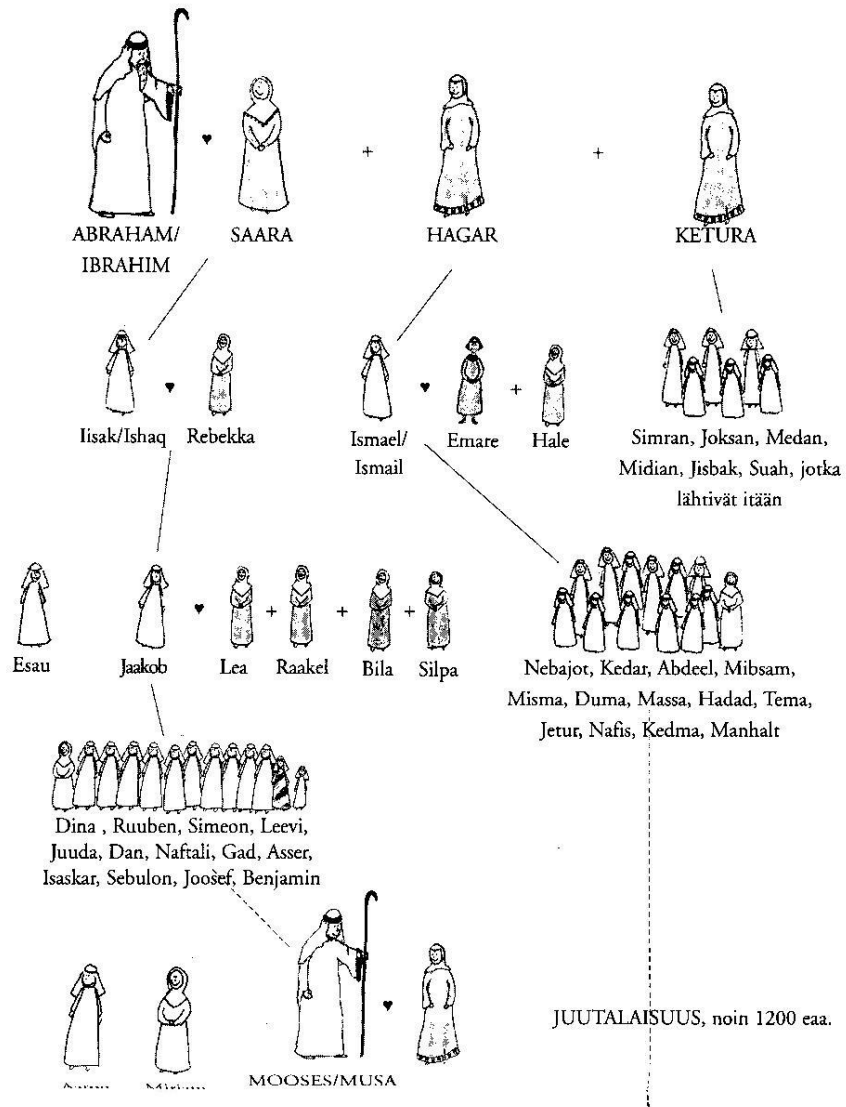 ABRAHAM/
IBRAHIM
SAARA
+
HAGAR
+
KETURA
Iisak/Ishaq
Rebekka
Ismael/
Ismail
Emare
+
Hale
Simran, Joksan, Medan,
Midian, Jisbak, Suah, jotka
lähtivät itään
Esau
Jaakob
Lea
+
Raakel
+
Bila
+
Silpa
Nebajot, Kedar, Abdeel, Mibsam,
Misma, Duma, Massa, Hadad, Tema,
Jetur, Nafis, Kedma, Manhalt
Dina , Ruuben, Simeon, Leevi,
Juuda, Dan, Naftali, Gad, Asser,
Isaskar, Sebulon, Joosef, Benjamin
MOOSES/MUSA
JUUTALAISUUS, noin 1200 eaa.